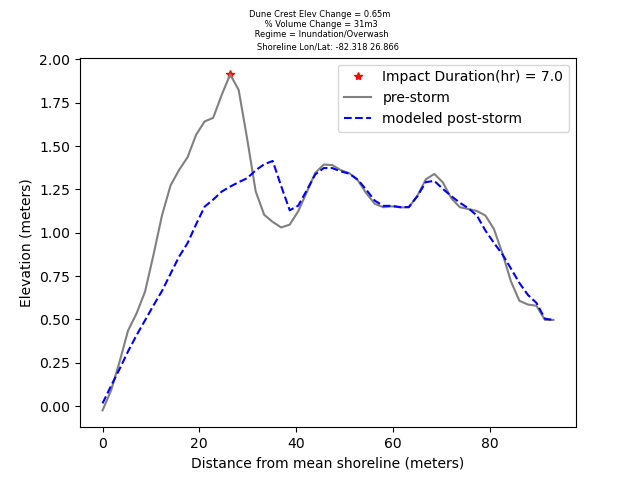 Dune Crest Elev Change = 0.65m
% Volume Change = 31m3
Regime = Inundation/Overwash
Shoreline Lon/Lat: -82.318 26.866
Impact Duration(hr) = 7.0
pre-storm
modeled post-storm
Elevation (meters)
2.00
1.75
1.50
1.25
1.00
0.75
0.50
0.25
0.00
0 20 40 60 80
Distance from mean shoreline (meters)